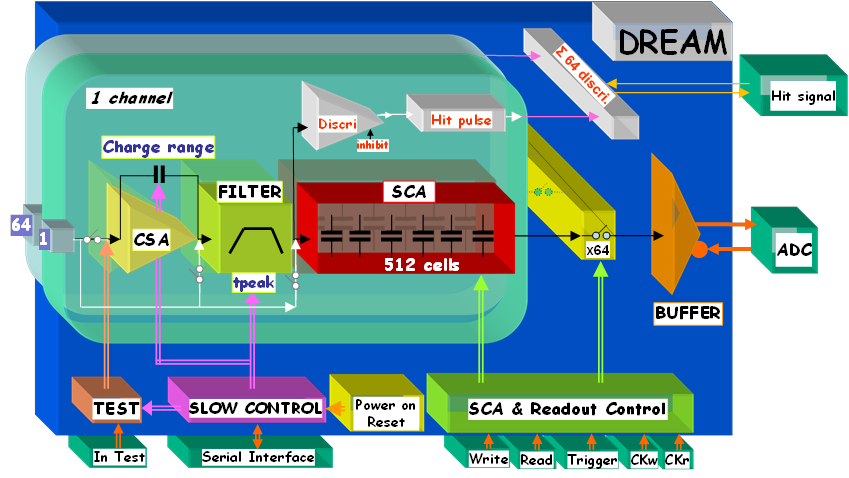 DREAM
Σ 64 discri.
Hit signal
1 channel
Discri
inhibit
Hit pulse
Charge range
FILTER
SCA
64
1
CSA
tpeak
512 cells
x64
ADC
BUFFER
TEST
SLOW CONTROL
Power on
Reset
SCA & Readout Control
In Test
Serial Interface
Write
Read
Trigger
CKw
CKr